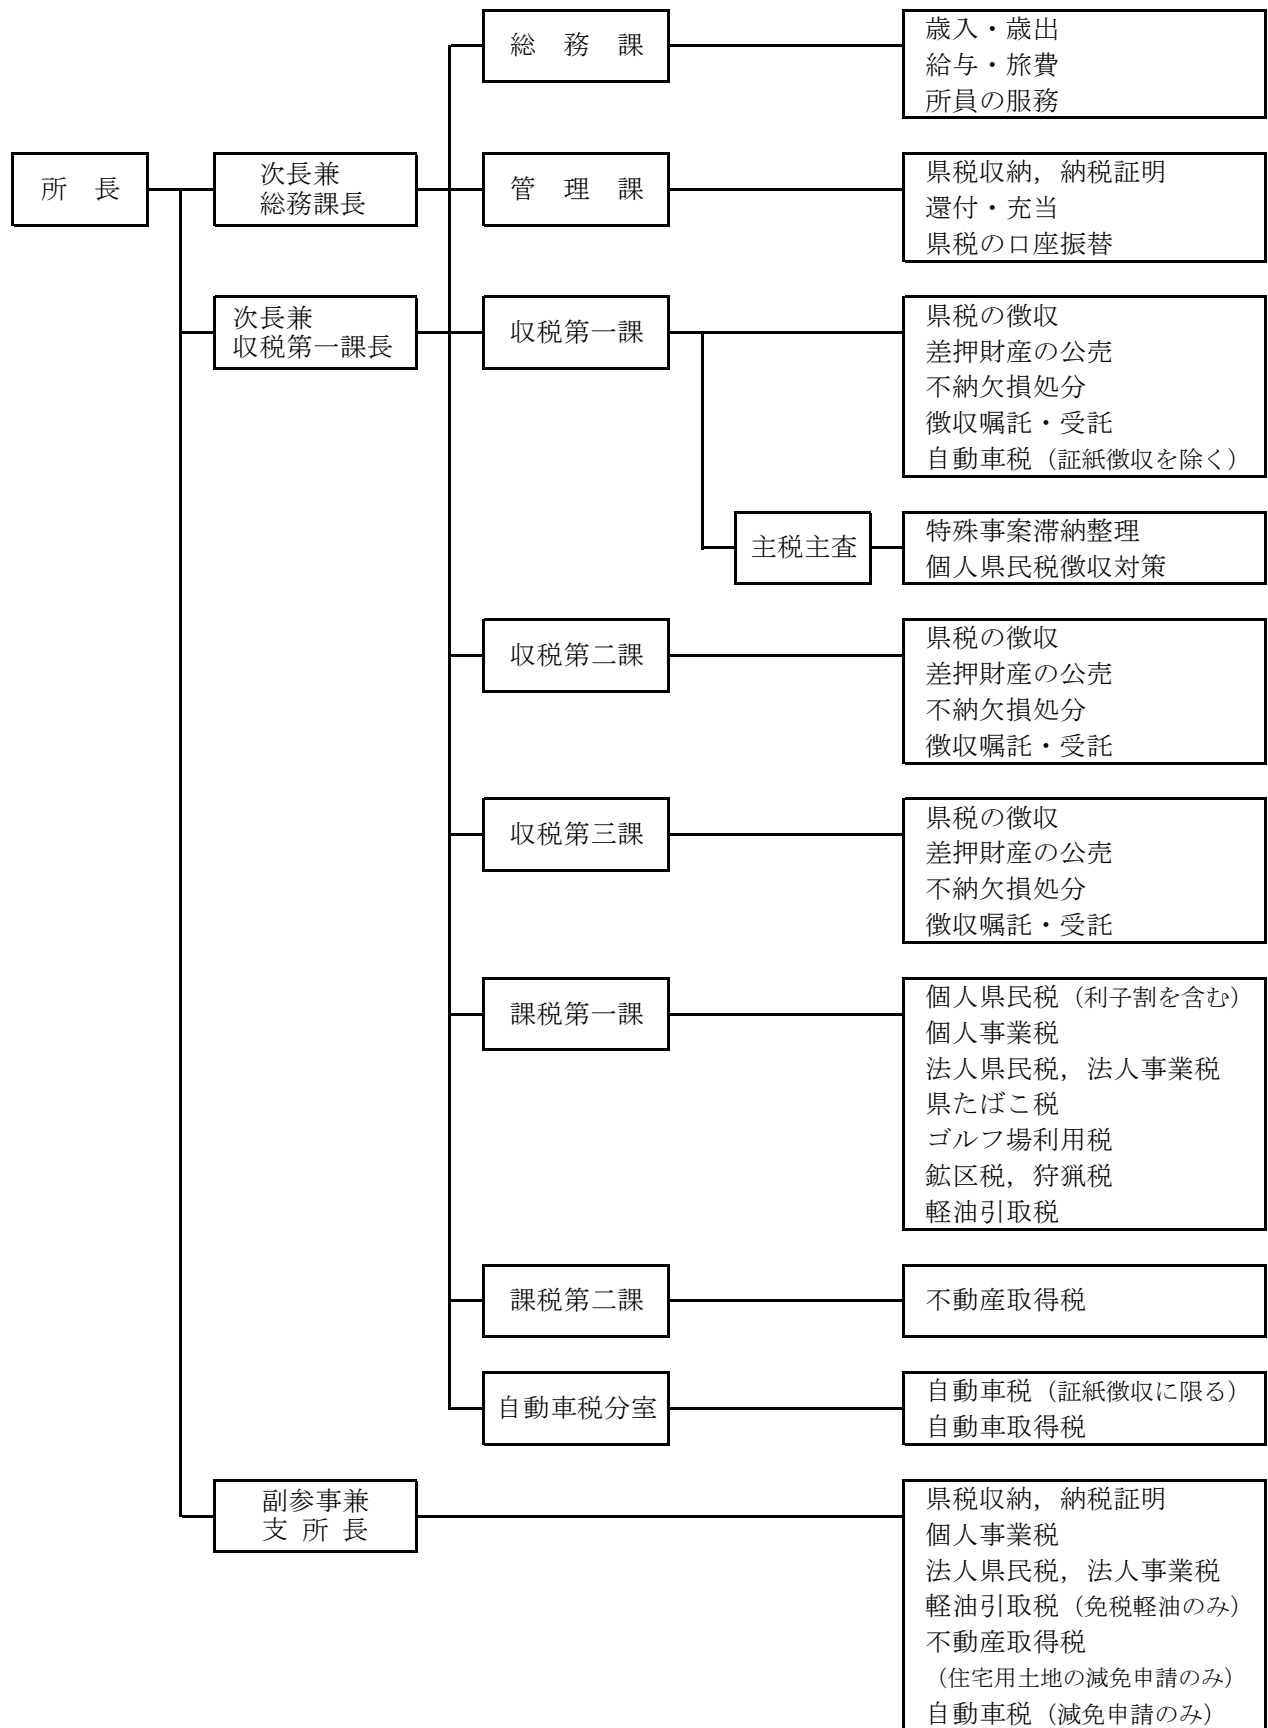 総　務　課
歳入・歳出
給与・旅費
所員の服務
所　長
次長兼
総務課長
管　理　課
県税収納，納税証明
還付・充当
県税の口座振替
次長兼
収税第一課長
収税第一課
県税の徴収
差押財産の公売
不納欠損処分
徴収嘱託・受託
自動車税（証紙徴収を除く）
主税主査
特殊事案滞納整理
個人県民税徴収対策
収税第二課
県税の徴収
差押財産の公売
不納欠損処分
徴収嘱託・受託
収税第三課
県税の徴収
差押財産の公売
不納欠損処分
徴収嘱託・受託
課税第一課
個人県民税（利子割を含む）
個人事業税
法人県民税，法人事業税
県たばこ税
ゴルフ場利用税
鉱区税，狩猟税
軽油引取税
課税第二課
不動産取得税
自動車税分室
自動車税（証紙徴収に限る）
自動車取得税
副参事兼
支 所 長
県税収納，納税証明
個人事業税
法人県民税，法人事業税
軽油引取税（免税軽油のみ）
不動産取得税
（住宅用土地の減免申請のみ）
自動車税（減免申請のみ）